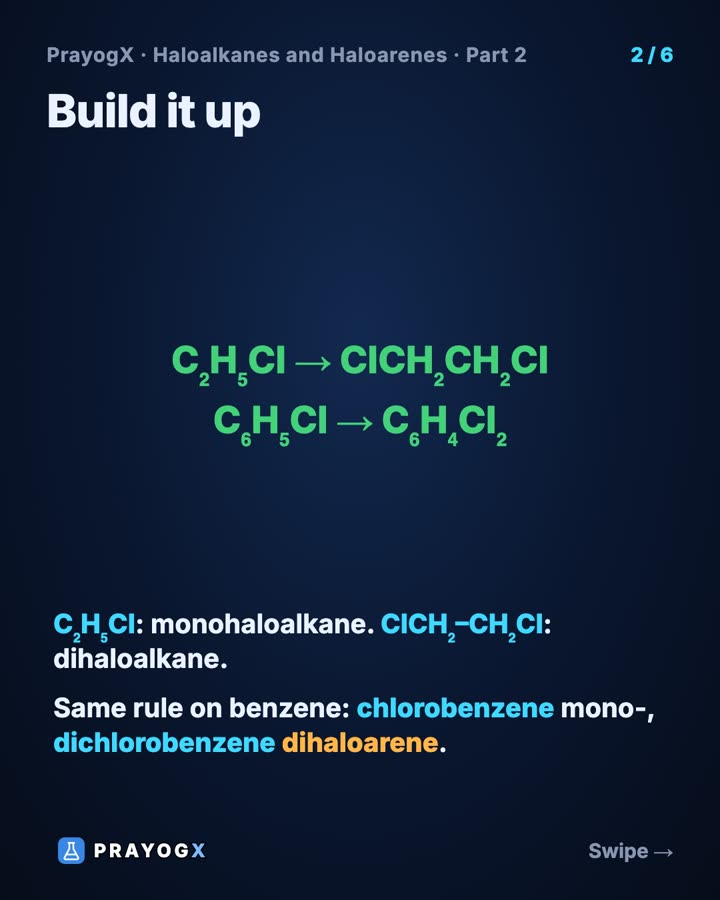 PrayogX · Haloalkanes and Haloarenes · Part 2
2 / 6
Build it up
C₂H₅Cl → ClCH₂CH₂Cl
C₆H₅Cl → C₆H₄Cl₂
C₂H₅Cl: monohaloalkane. ClCH₂–CH₂Cl:
dihaloalkane.
Same rule on benzene: chlorobenzene mono-,
dichlorobenzene dihaloarene.
PRAYOGX
Swipe →